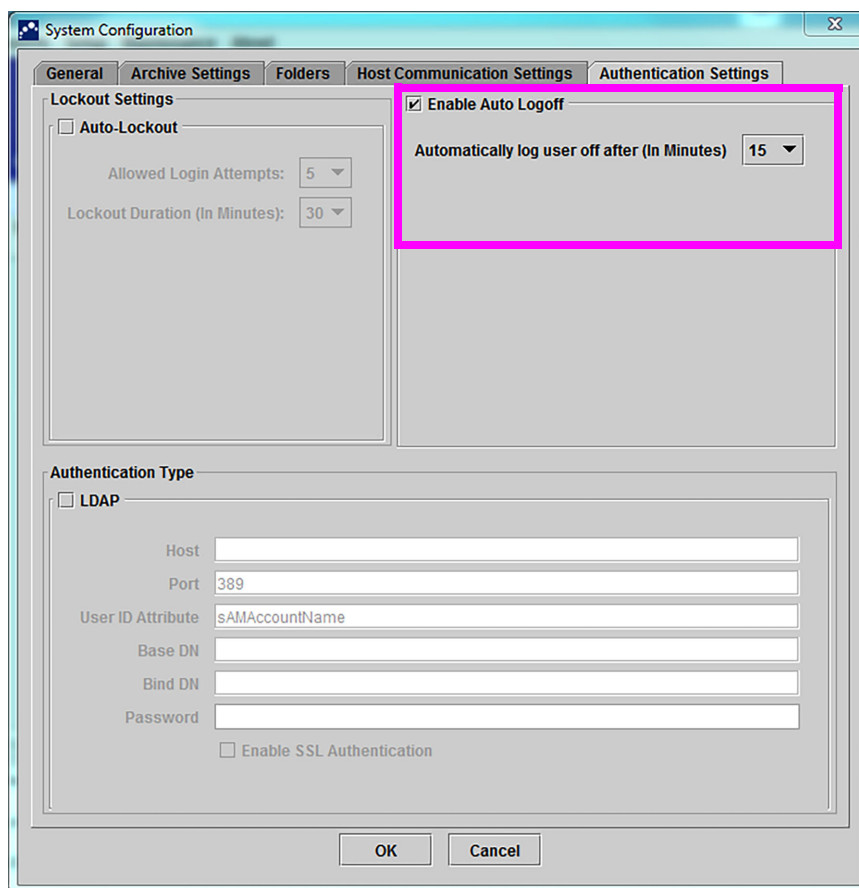 System Configuration
General Archive Settings Folders Host Communication Settings Authentication Settings
Lockout Settings
Auto-Lockout
Allowed Login Attempts: 5
Lockout Duration (In Minutes): 30
Enable Auto Logoff
Automatically log user off after (In Minutes) 15
Authentication Type
LDAP
Host
Port 389
User ID Attribute sAMAccountName
Base DN
Bind DN
Password
Enable SSL Authentication
OK Cancel